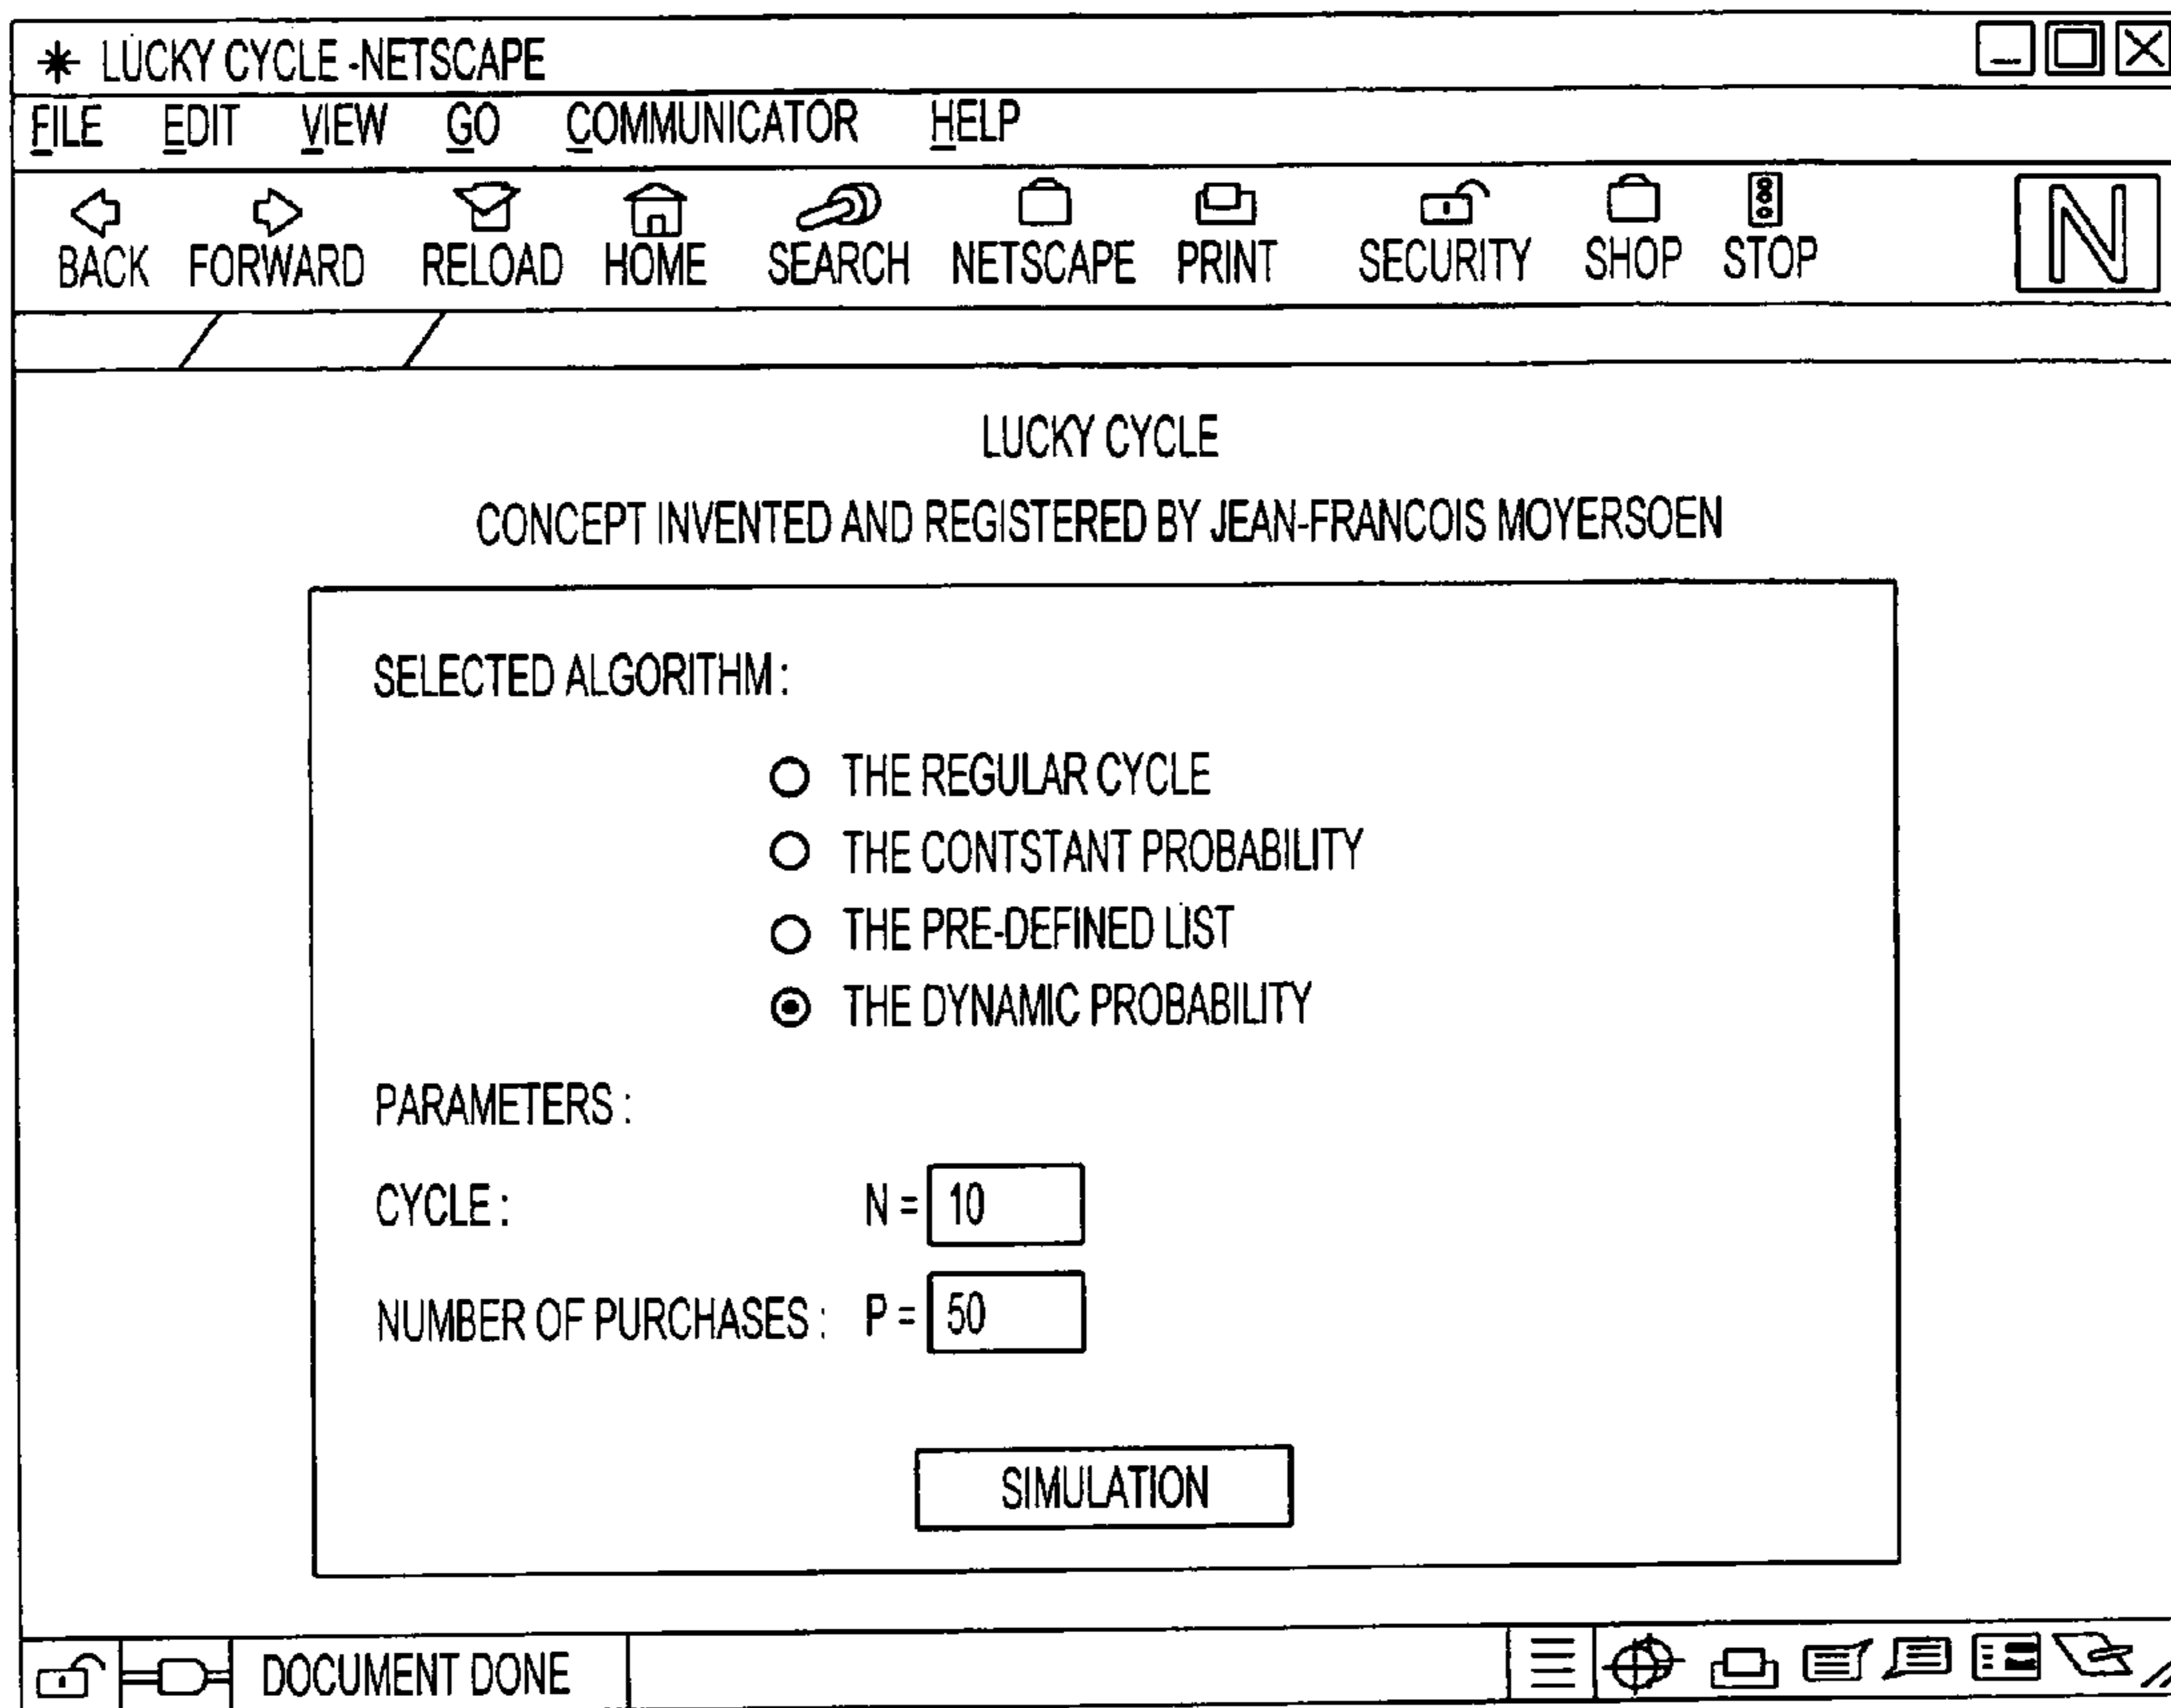 LUCKY CYCLE -NETSCAPE
FILE EDIT VIEW GO COMMUNICATOR HELP
BACK FORWARD RELOAD HOME SEARCH NETSCAPE PRINT SECURITY SHOP STOP
N
LUCKY CYCLE
CONCEPT INVENTED AND REGISTERED BY JEAN-FRANCOIS MOYERSOEN
SELECTED ALGORITHM :
THE REGULAR CYCLE
THE CONTSTANT PROBABILITY
THE PRE-DEFINED LIST
THE DYNAMIC PROBABILITY
PARAMETERS :
CYCLE : N = 10
NUMBER OF PURCHASES : P = 50
SIMULATION
DOCUMENT DONE